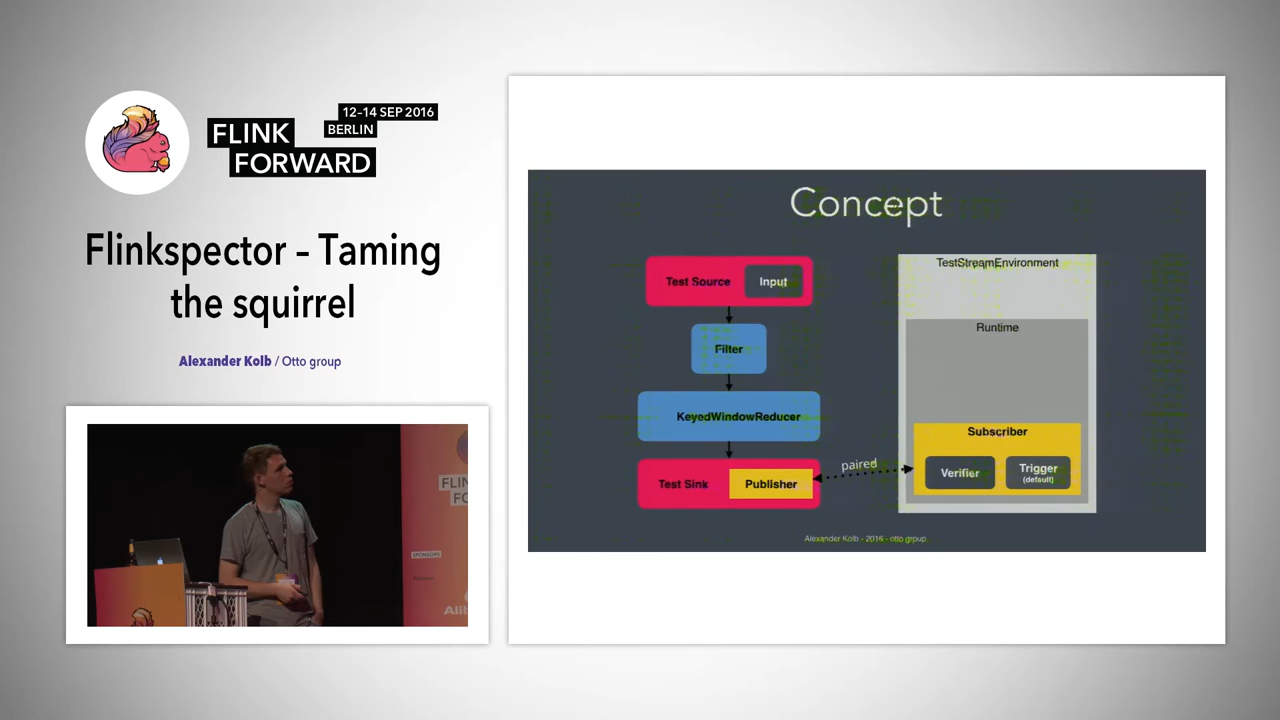 12–14 SEP 2016
BERLIN
FLINK
FORWARD
Flinkspector – Taming
the squirrel
Alexander Kolb / Otto group
SPONSORS
Concept
Test Source
Input
Filter
KeyedWindowReducer
Test Sink
Publisher
paired
TestStreamEnvironment
Runtime
Subscriber
Verifier
Trigger
(default)
Alexander Kolb - 2016 - otto group